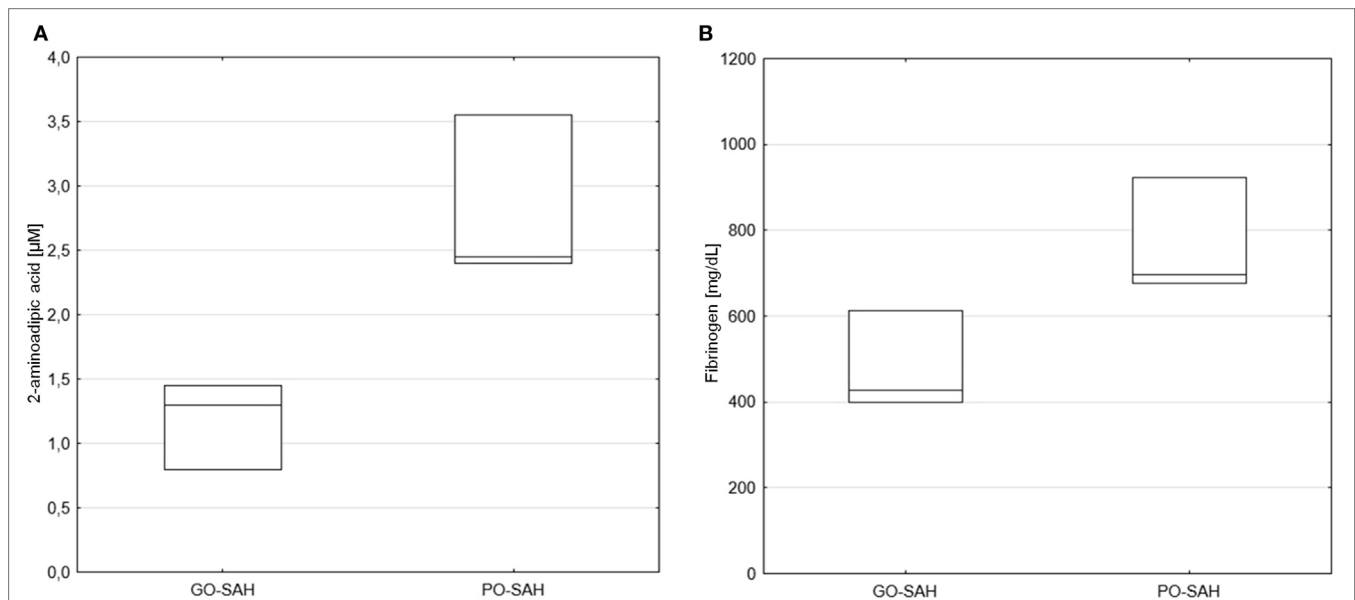 A
4,0
3,5
3,0
2,5
2,0
1,5
1,0
0,5
0,0
2-aminoadipic acid [µM]
GO-SAH PO-SAH
B
1200
1000
800
600
400
200
0
Fibrinogen [mg/dL]
GO-SAH PO-SAH